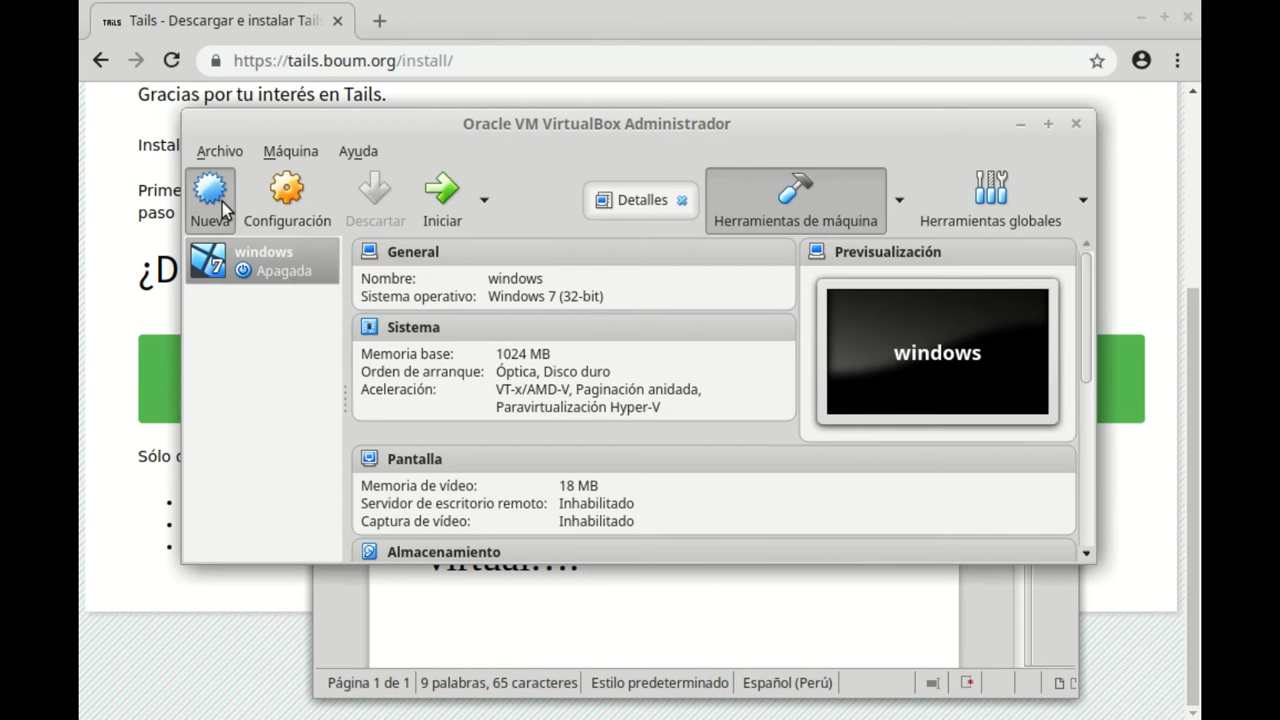 TAILS Tails - Descargar e instalar Tails
https://tails.boum.org/install/
Gracias por tu interés en Tails.
Instal
Prime
paso
¿D
Sólo
Oracle VM VirtualBox Administrador
Archivo Máquina Ayuda
Nueva Configuración Descartar Iniciar Detalles Herramientas de máquina Herramientas globales
windows
Apagada
General
Nombre: windows
Sistema operativo: Windows 7 (32-bit)
Sistema
Memoria base: 1024 MB
Orden de arranque: Óptica, Disco duro
Aceleración: VT-x/AMD-V, Paginación anidada,
Paravirtualización Hyper-V
Previsualización
windows
Pantalla
Memoria de vídeo: 18 MB
Servidor de escritorio remoto: Inhabilitado
Captura de vídeo: Inhabilitado
Almacenamiento
Página 1 de 1 9 palabras, 65 caracteres Estilo predeterminado Español (Perú)